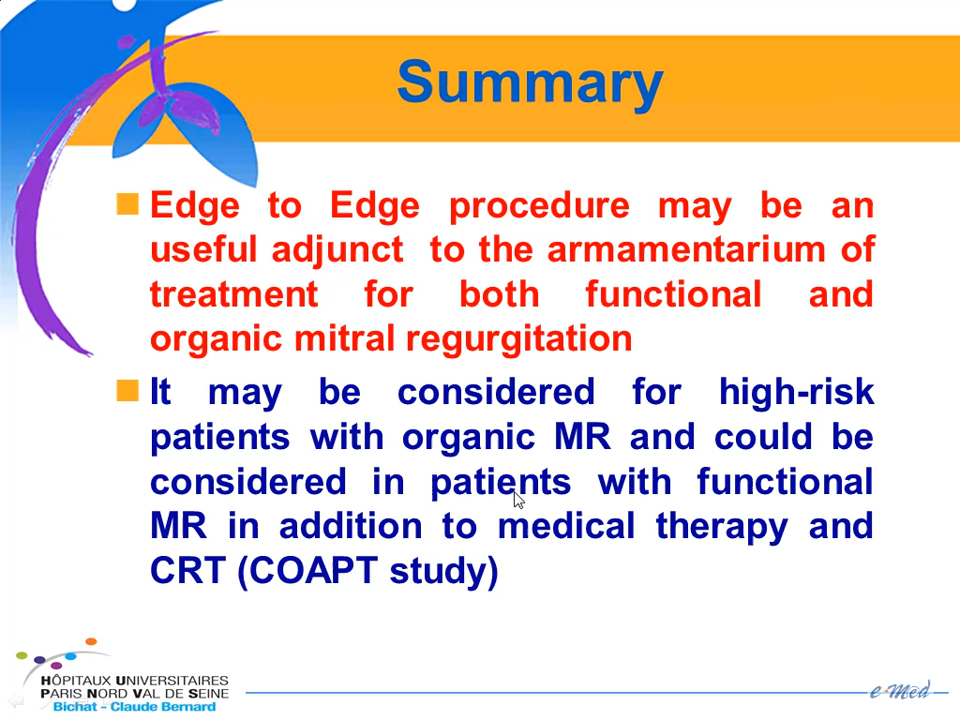 Summary
Edge to Edge procedure may be an
useful adjunct to the armamentarium of
treatment for both functional and
organic mitral regurgitation
It may be considered for high-risk
patients with organic MR and could be
considered in patients with functional
MR in addition to medical therapy and
CRT (COAPT study)
HÔPITAUX UNIVERSITAIRES
PARIS NORD VAL DE SEINE
Bichat - Claude Bernard
e-Med